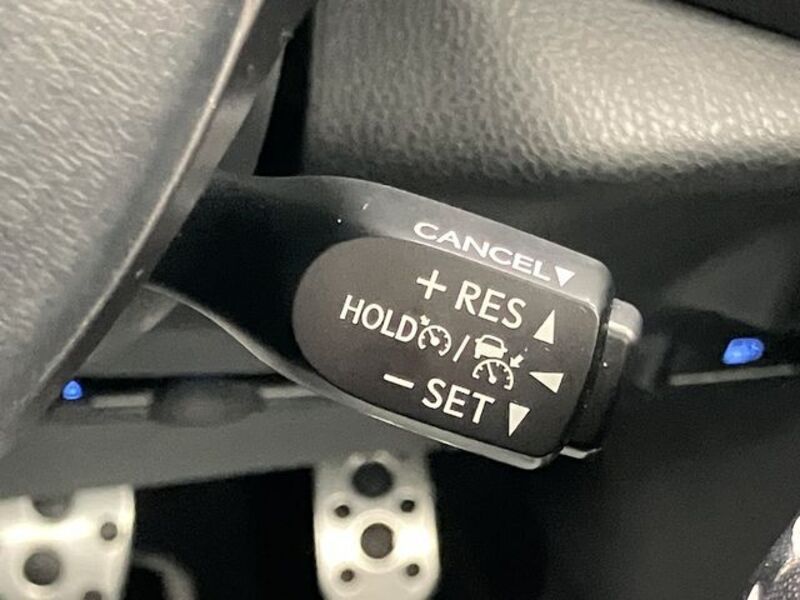 CANCEL▼
+ RES ▲
HOLD / ◀
− SET ▼